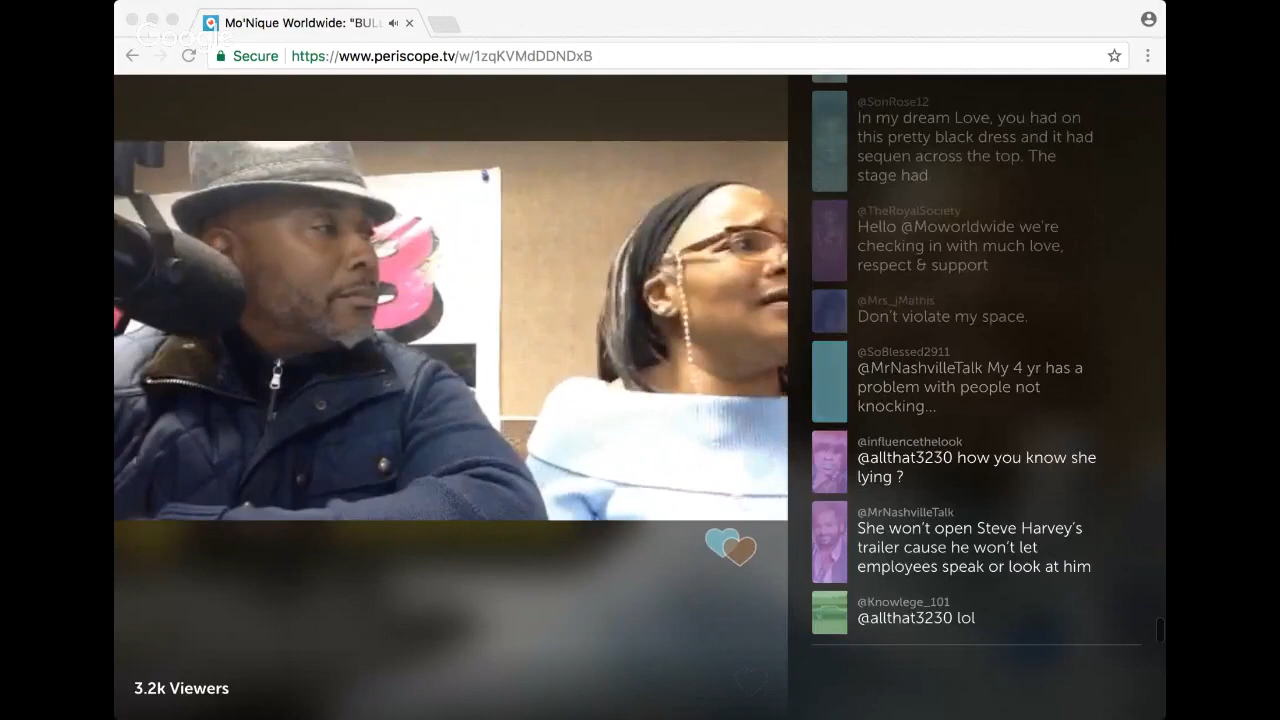 Mo'Nique Worldwide: "BUL
Google
Secure
https://www.periscope.tv/w/1zqKVMdDDNDxB
@SonRose12
In my dream Love, you had on
this pretty black dress and it had
sequen across the top. The
stage had
@TheRoyalSociety
Hello @Moworldwide we're
checking in with much love,
respect & support
@Mrs_jMathis
Don't violate my space.
@SoBlessed2911
@MrNashvilleTalk My 4 yr has a
problem with people not
knocking...
@influencethelook
@allthat3230 how you know she
lying ?
@MrNashvilleTalk
She won't open Steve Harvey's
trailer cause he won't let
employees speak or look at him
@Knowlege_101
@allthat3230 lol
3.2k Viewers